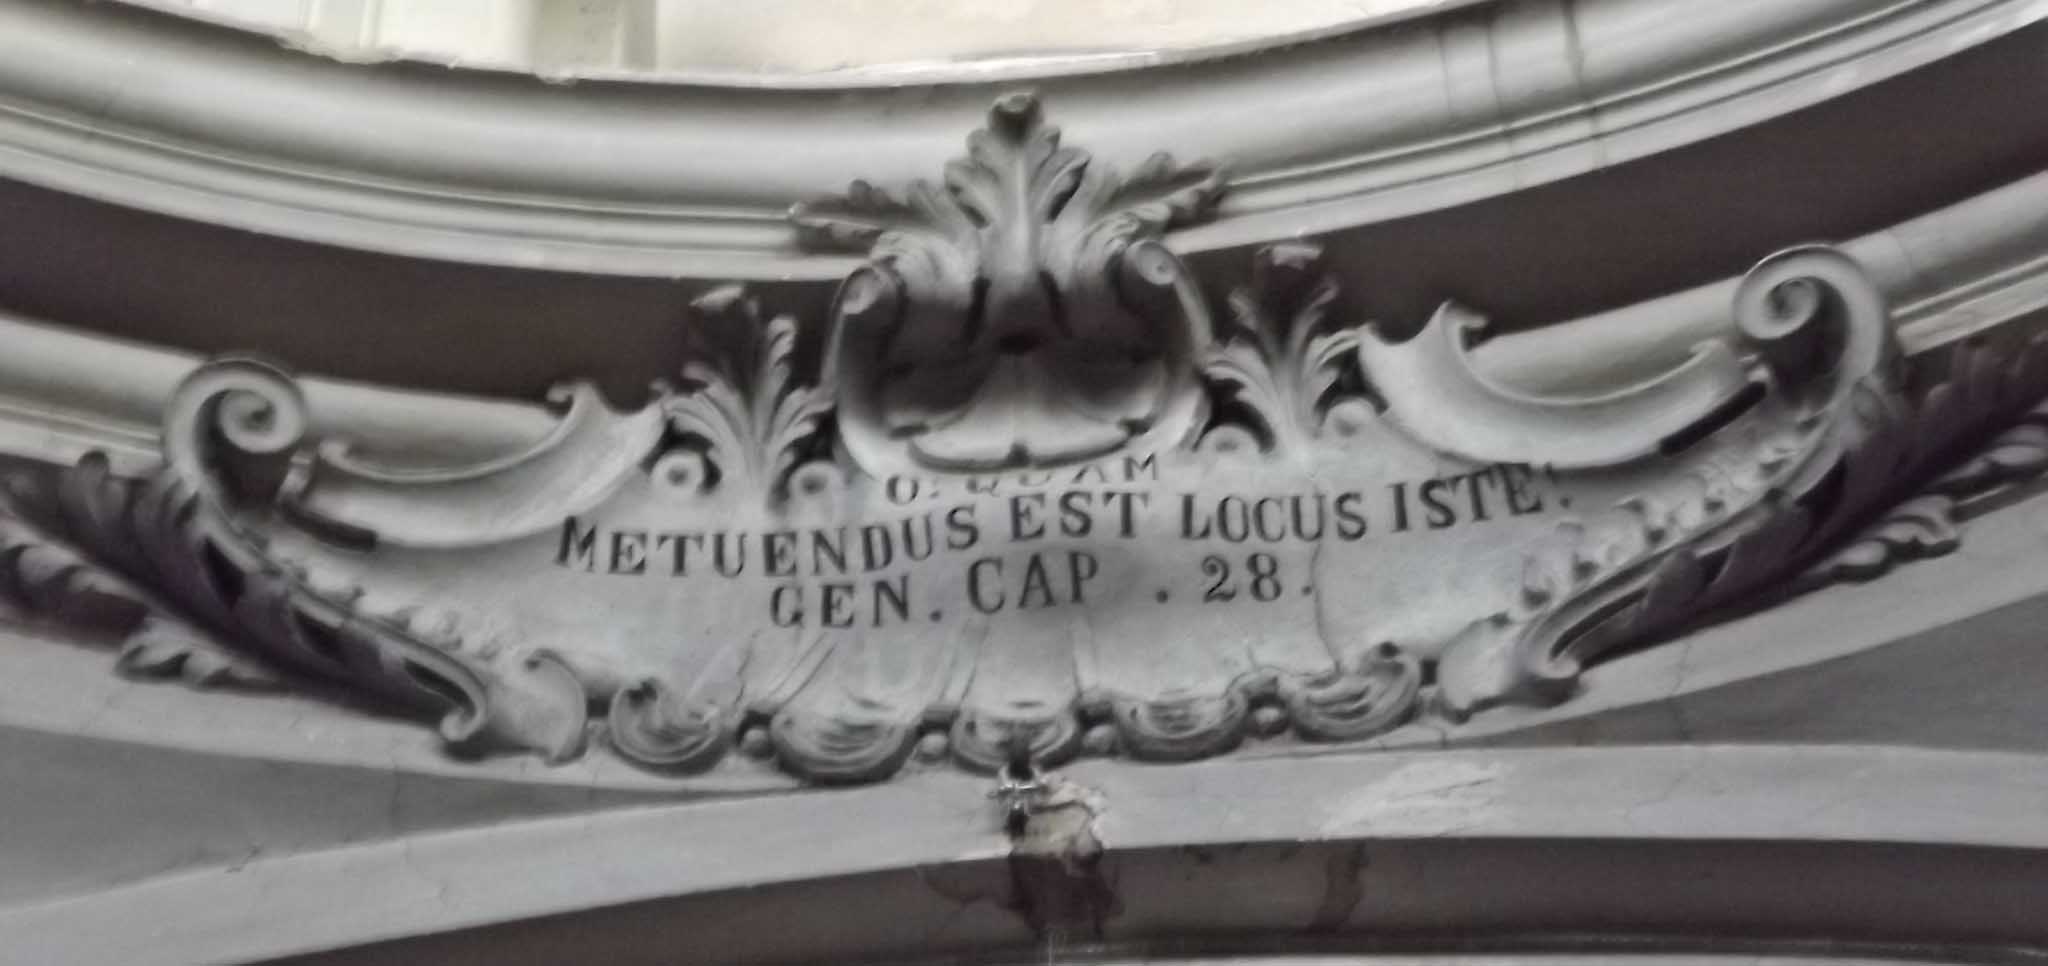 O. QUAM
METUENDUS EST LOCUS ISTE!
GEN. CAP. 28.